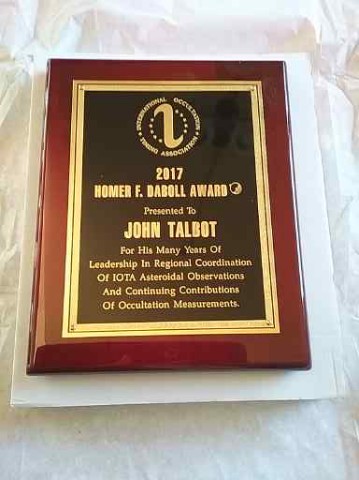 INTERNATIONAL OCCULTATION
TIMING ASSOCIATION
2017
HOMER F. DABOLL AWARD
Presented To
JOHN TALBOT
For His Many Years Of
Leadership In Regional Coordination
Of IOTA Asteroidal Observations
And Continuing Contributions
Of Occultation Measurements.